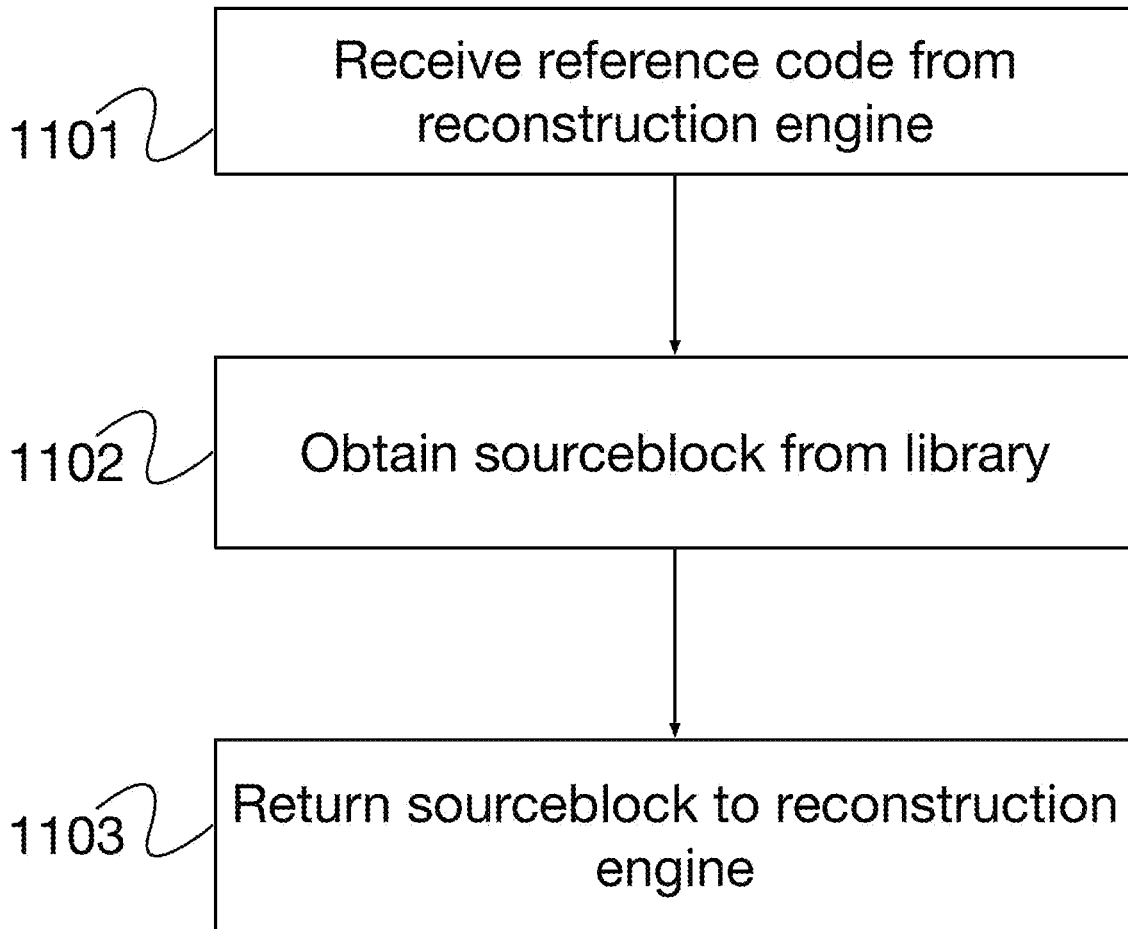 Receive reference code from
reconstruction engine
1101
Obtain sourceblock from library
1102
Return sourceblock to reconstruction
engine
1103